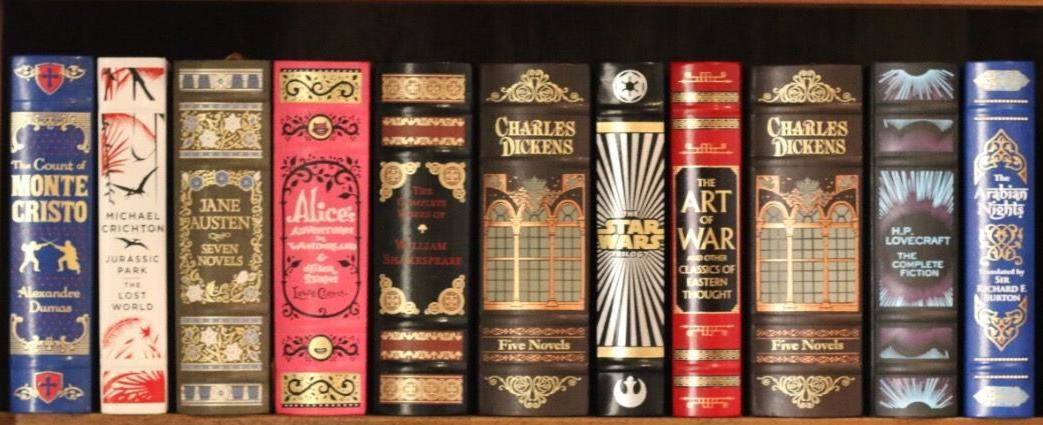 The Count of
MONTE
CRISTO
Alexandre
Dumas
MICHAEL
CRICHTON
JURASSIC
PARK
THE
LOST
WORLD
JANE
AUSTEN
SEVEN
NOVELS
Alice's
ADVENTURES
IN
WONDERLAND
&
OTHER
STORIES
Lewis Carroll
THE
COMPLETE
WORKS OF
WILLIAM
SHAKESPEARE
CHARLES
DICKENS
Five Novels
THE
STAR
WARS
TRILOGY
THE
ART
OF
WAR
AND OTHER
CLASSICS OF
EASTERN
THOUGHT
CHARLES
DICKENS
Five Novels
H.P.
LOVECRAFT
THE
COMPLETE
FICTION
The
Arabian
Nights
Translated by
SIR
RICHARD F.
BURTON